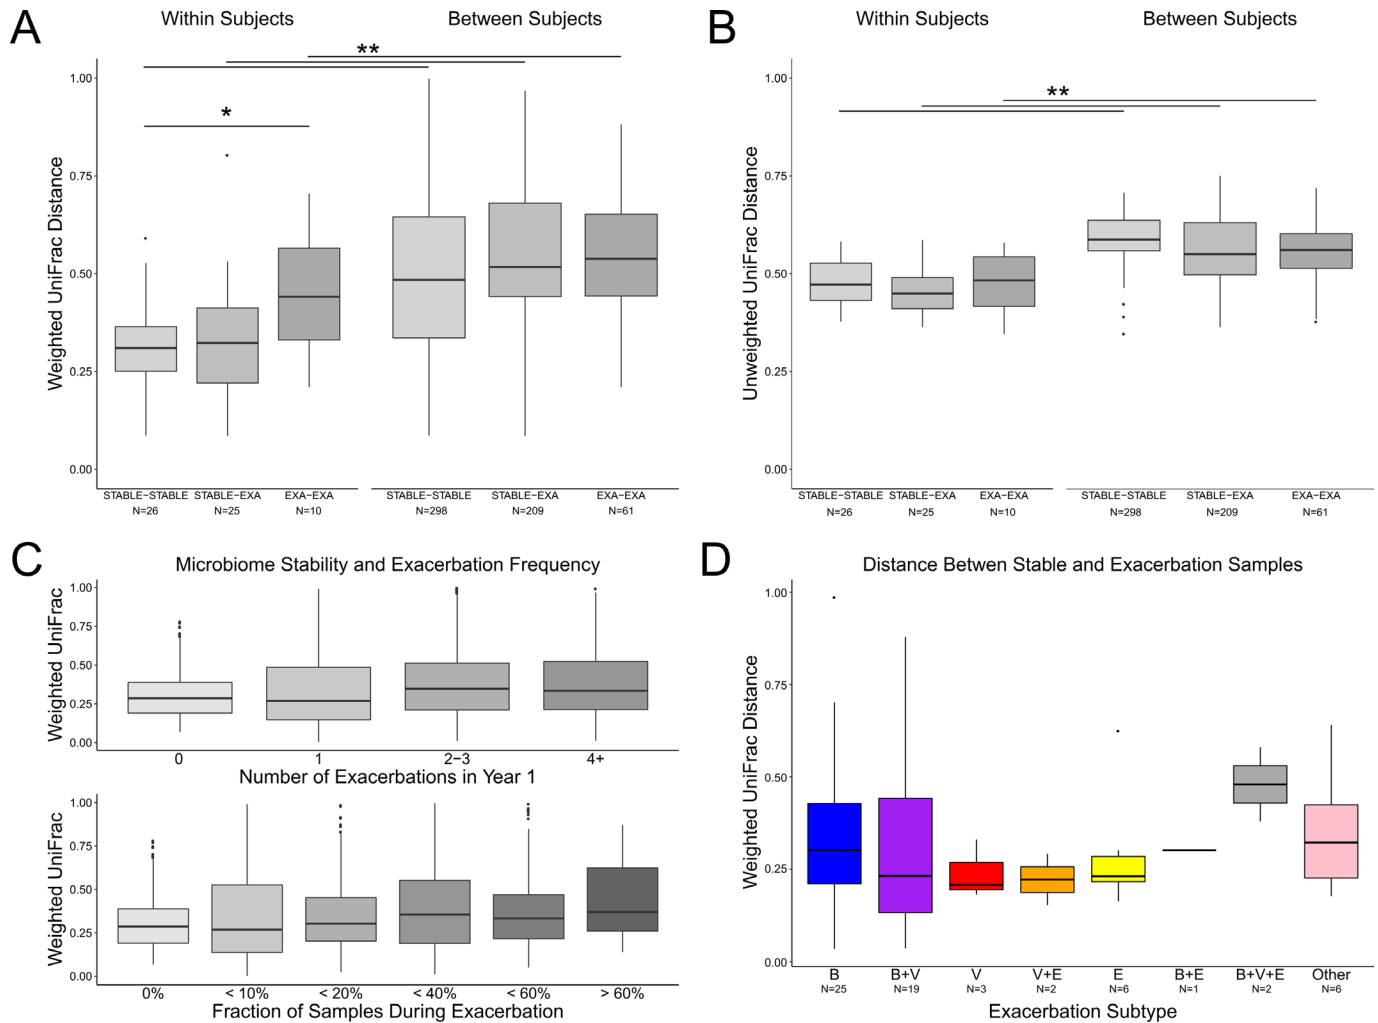 A
Within Subjects
Between Subjects
**
*
1.00
0.75
0.50
0.25
0.00
Weighted UniFrac Distance
STABLE−STABLE STABLE−EXA EXA−EXA STABLE−STABLE STABLE−EXA EXA−EXA
N=26 N=25 N=10 N=298 N=209 N=61
B
Within Subjects
Between Subjects
**
1.00
0.75
0.50
0.25
0.00
Unweighted UniFrac Distance
STABLE−STABLE STABLE−EXA EXA−EXA STABLE−STABLE STABLE−EXA EXA−EXA
N=26 N=25 N=10 N=298 N=209 N=61
C
Microbiome Stability and Exacerbation Frequency
1.00
0.75
0.50
0.25
0.00
Weighted UniFrac
0 1 2−3 4+
Number of Exacerbations in Year 1
1.00
0.75
0.50
0.25
0.00
Weighted UniFrac
0% < 10% < 20% < 40% < 60% > 60%
Fraction of Samples During Exacerbation
D
Distance Betwen Stable and Exacerbation Samples
1.00
0.75
0.50
0.25
0.00
Weighted UniFrac Distance
B B+V V V+E E B+E B+V+E Other
N=25 N=19 N=3 N=2 N=6 N=1 N=2 N=6
Exacerbation Subtype